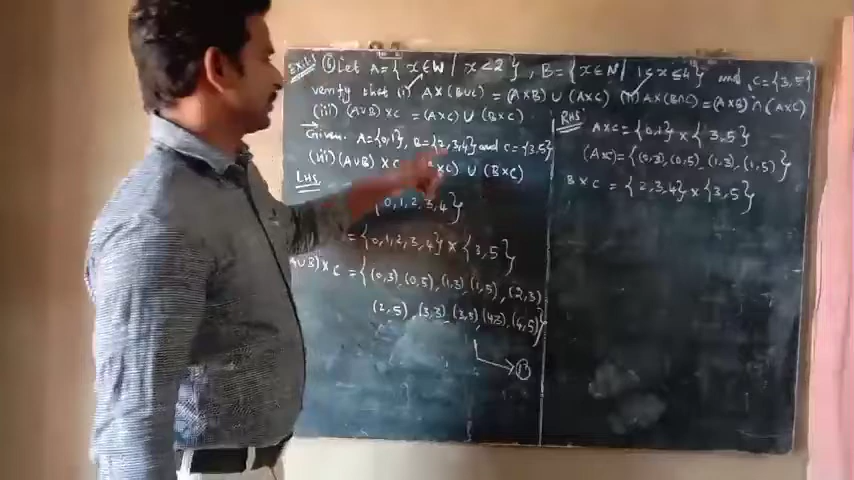 Ex:1.1 ⑥ Let A = { x ∈ W | x < 2 }, B = { x ∈ N | 1 < x ≤ 4 } and C = {3,5}
verify that (i) A×(B∪C) = (A×B) ∪ (A×C) (ii) A×(B∩C) = (A×B) ∩ (A×C)
(iii) (A∪B) ×C = (A×C) ∪ (B×C)
Given. A={0,1}, B={2,3,4} and C={3,5}
(iii) (A∪B) ×C ×C) ∪ (B×C)
LHS
{0,1,2,3,4}
= {0,1,2,3,4} × {3,5}
A∪B) × C = {(0,3),(0,5),(1,3),(1,5),(2,3)
(2,5),(3,3),(3,5),(4,3),(4,5)}
RHS
A×C = {0,1} × {3,5}
(A×C) = {(0,3),(0,5),(1,3),(1,5)}
B×C = {2,3,4} × {3,5}